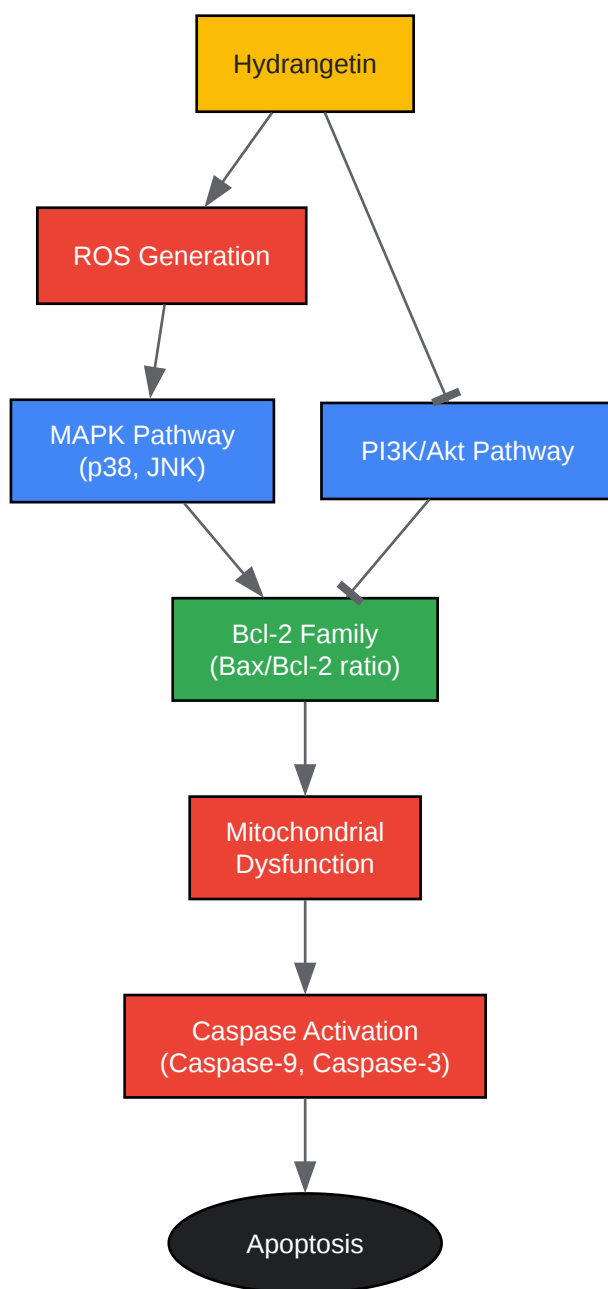 Hydrangetin
ROS Generation
MAPK Pathway
(p38, JNK)
PI3K/Akt Pathway
Bcl-2 Family
(Bax/Bcl-2 ratio)
Mitochondrial
Dysfunction
Caspase Activation
(Caspase-9, Caspase-3)
Apoptosis